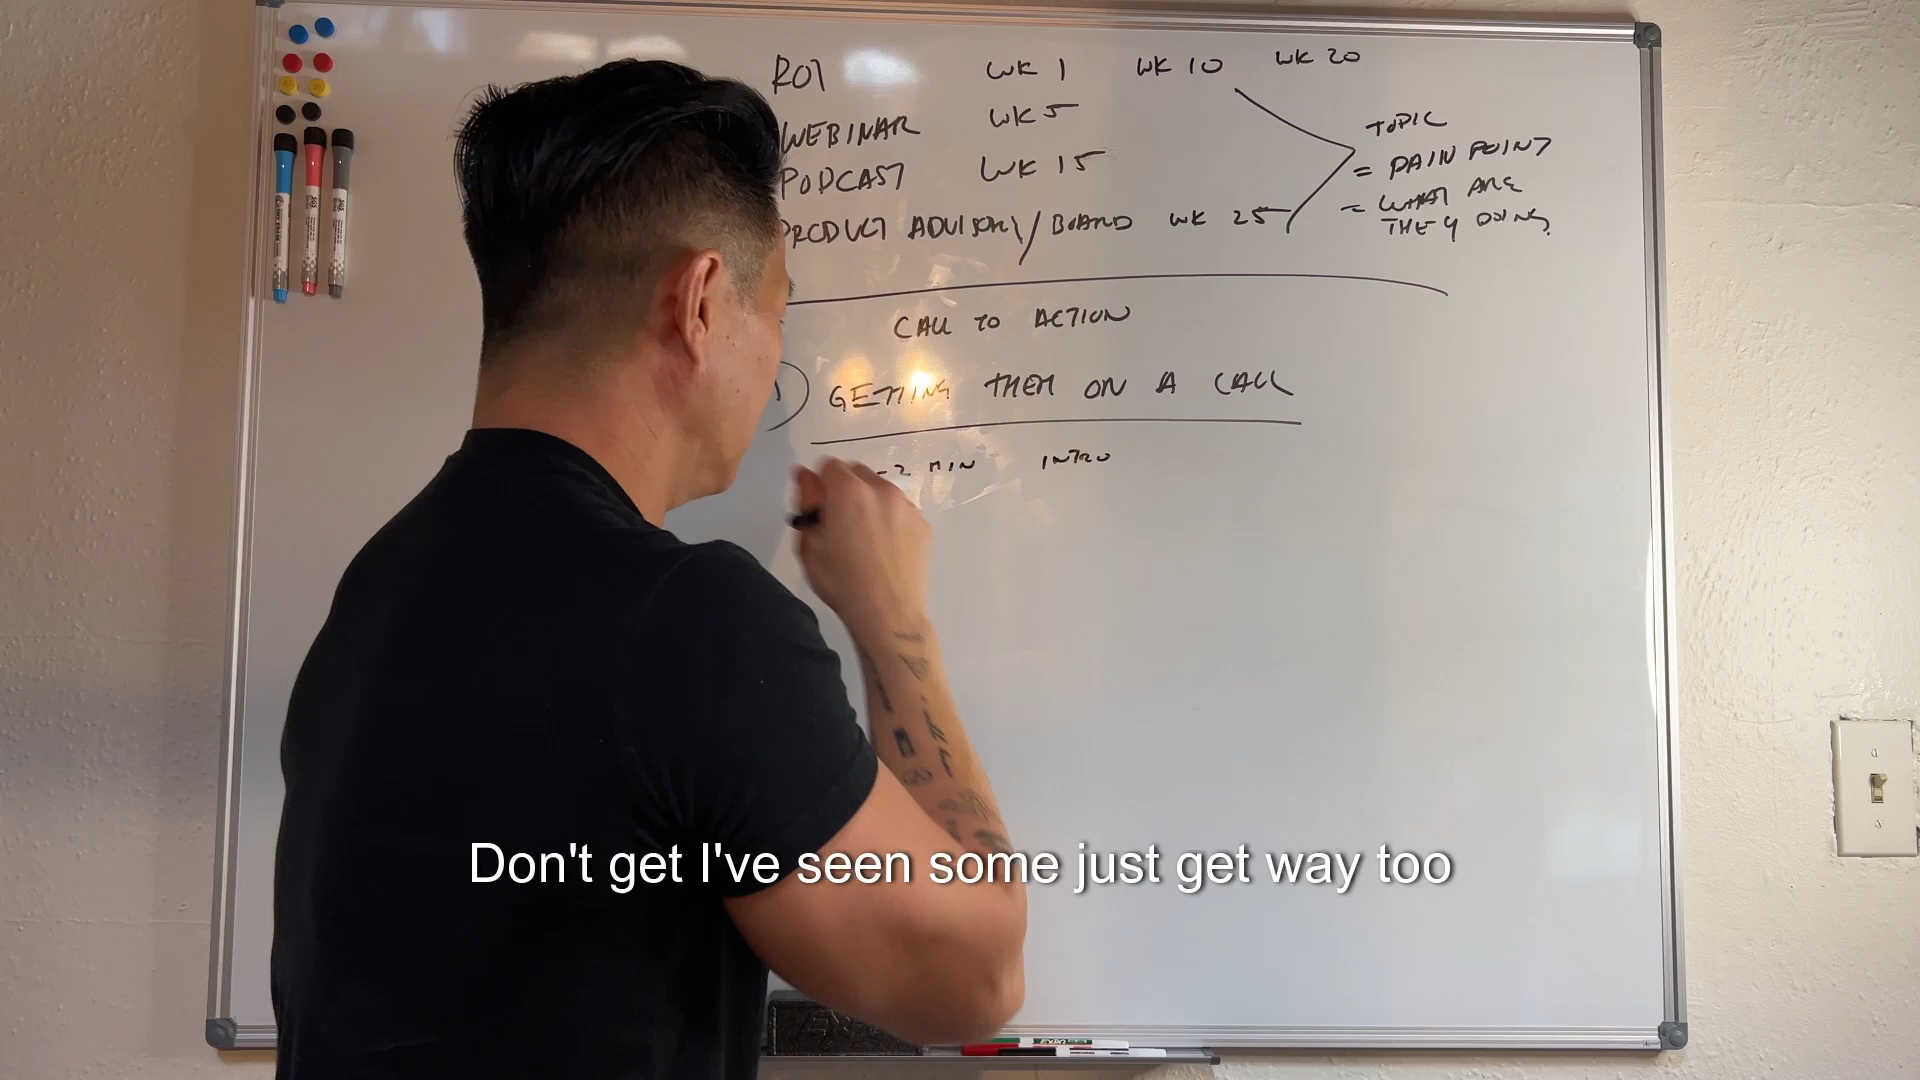 ROI WK 1 WK 10 WK 20
WEBINAR WK 5
PODCAST WK 15
PRODUCT ADVISORY / BOARD WK 25
TOPIC
= PAIN POINT
= WHAT ARE
THEY DOING?
CALL TO ACTION
GETTING THEM ON A CALL
-2 MIN INTRO
Don't get I've seen some just get way too